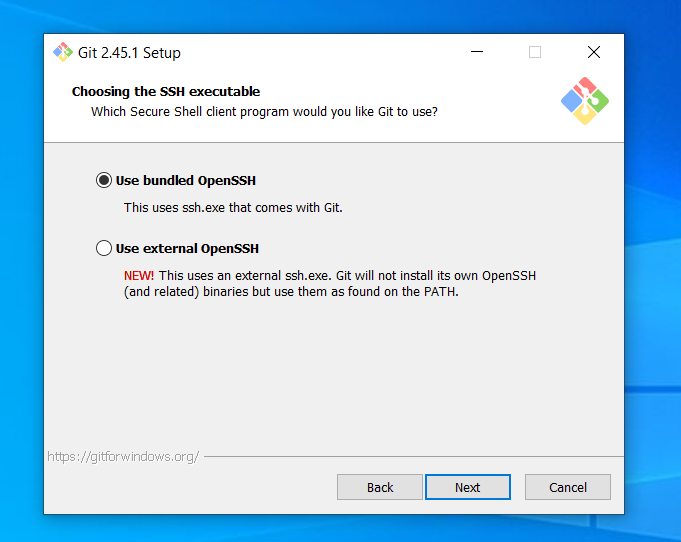 Git 2.45.1 Setup
Choosing the SSH executable
Which Secure Shell client program would you like Git to use?
Use bundled OpenSSH
This uses ssh.exe that comes with Git.
Use external OpenSSH
NEW! This uses an external ssh.exe. Git will not install its own OpenSSH
(and related) binaries but use them as found on the PATH.
https://gitforwindows.org/
Back
Next
Cancel